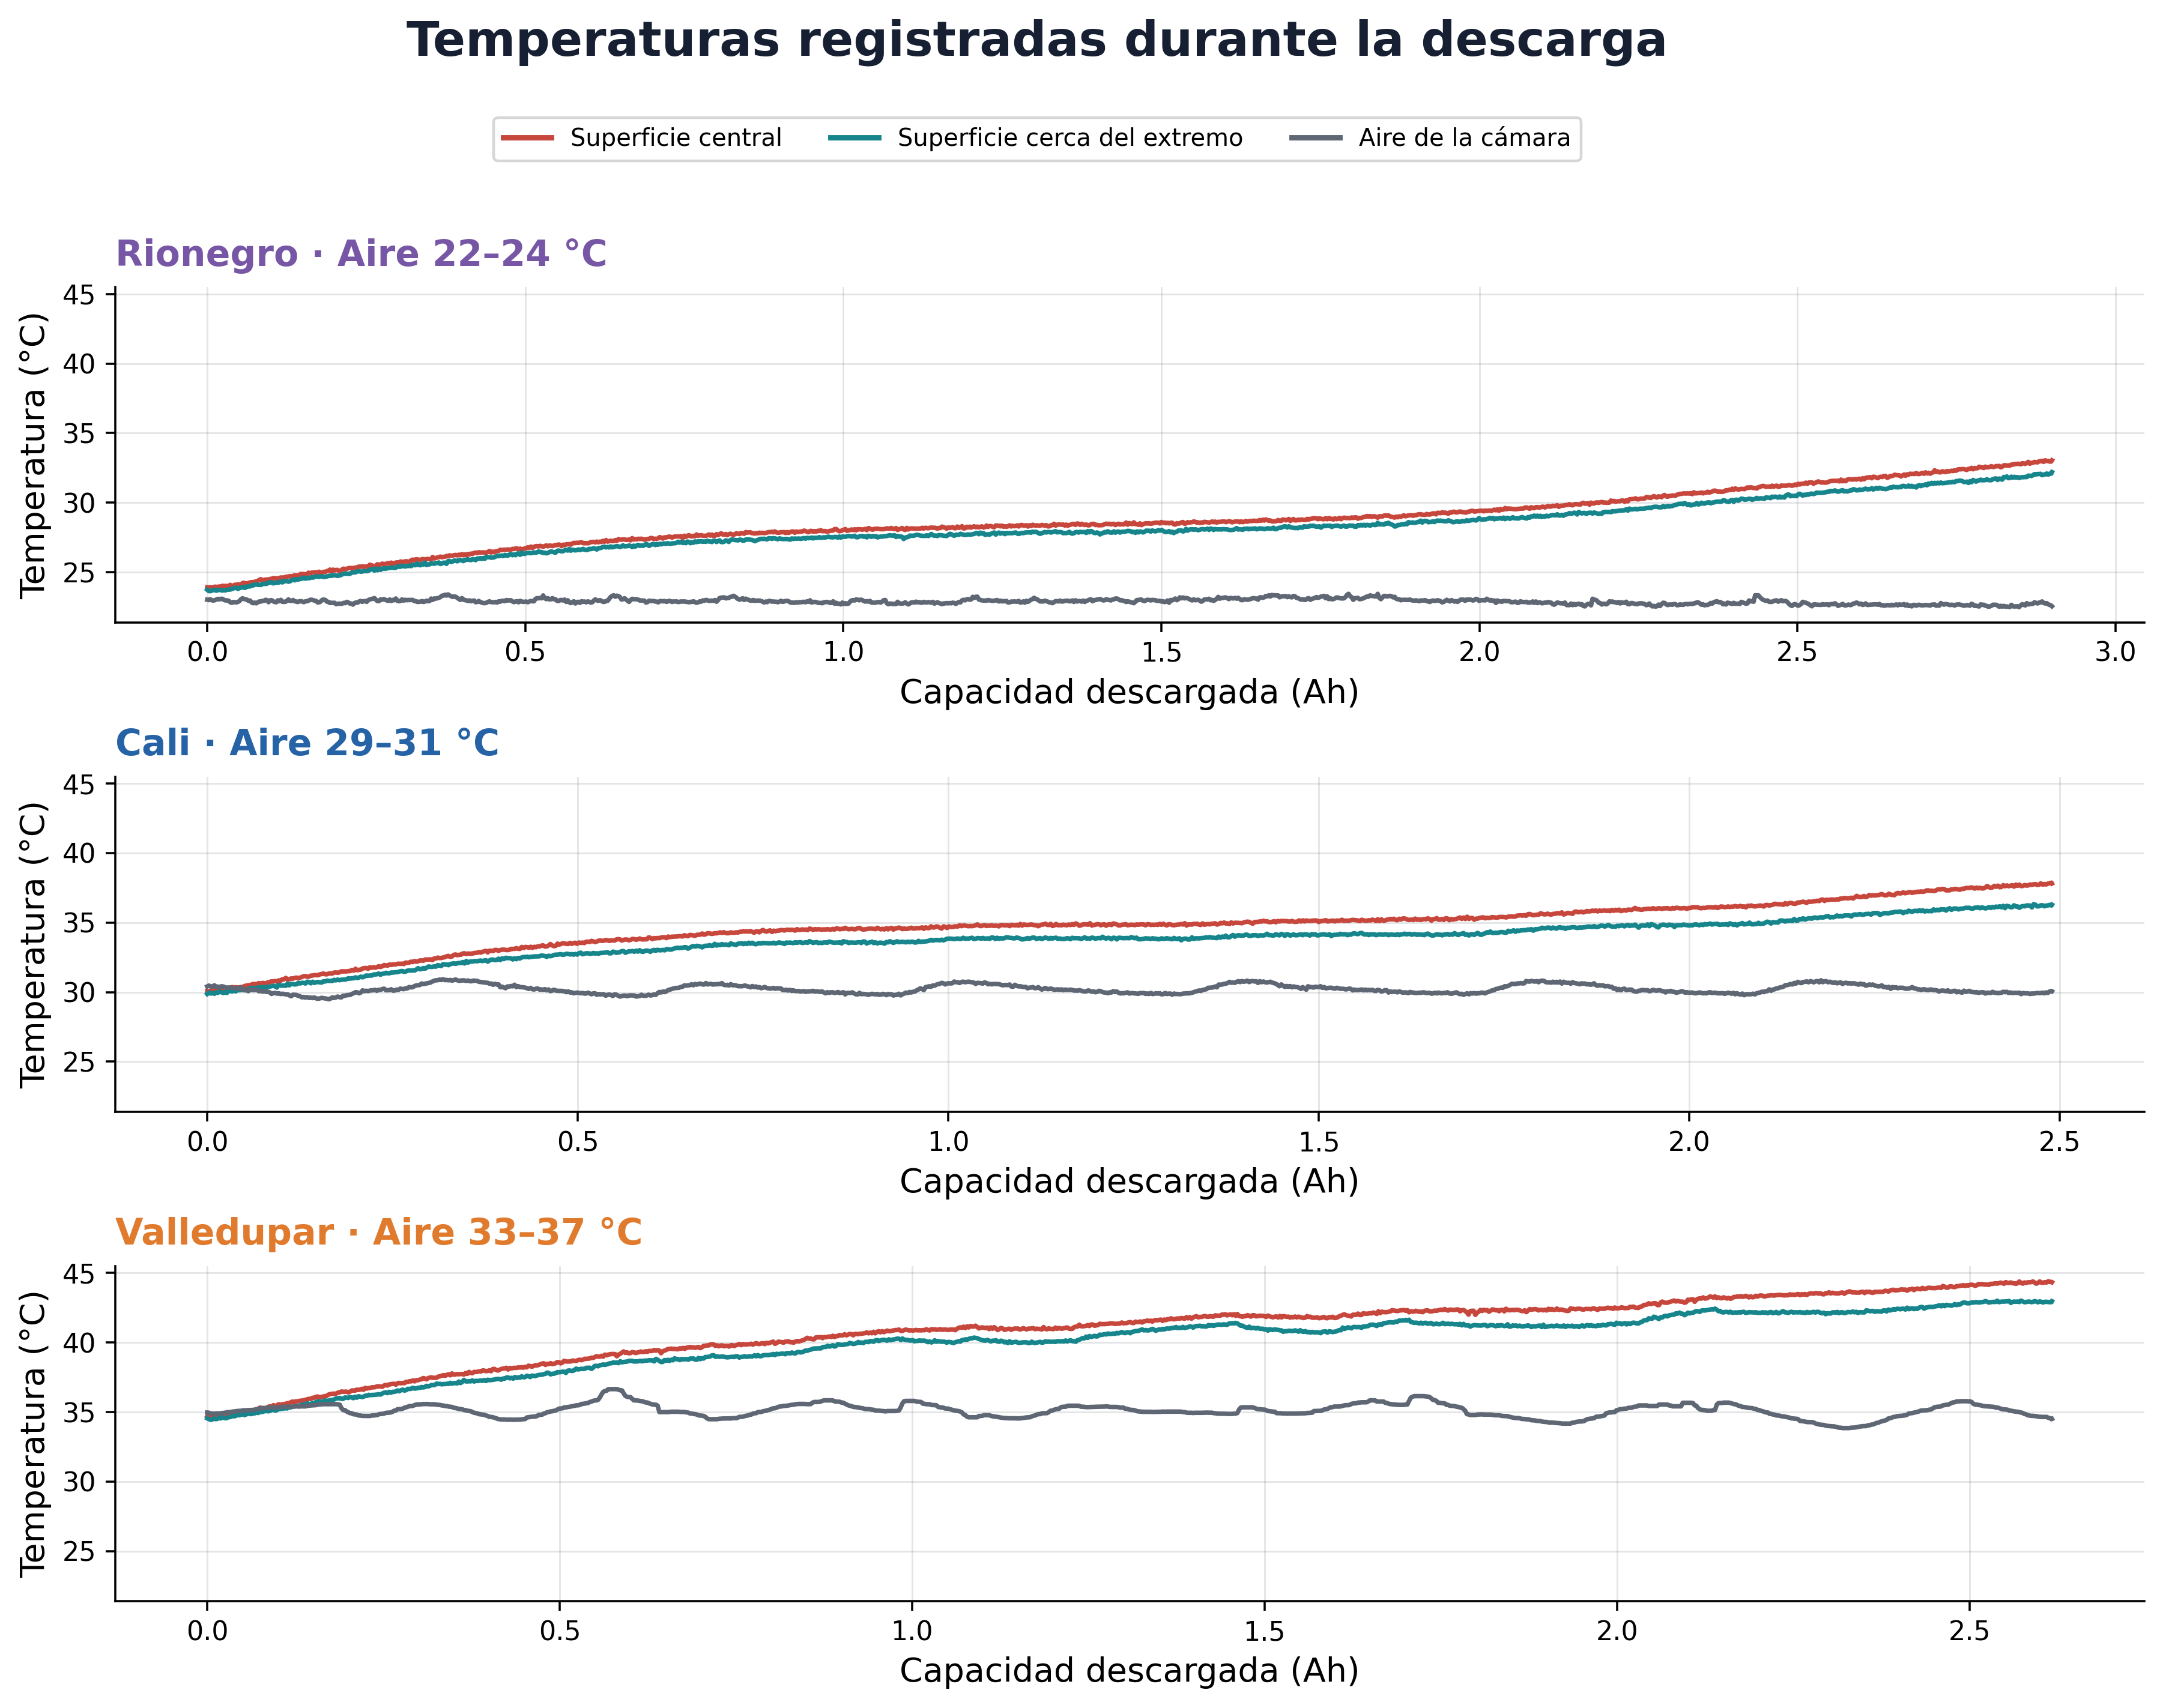 Temperaturas registradas durante la descarga
Superficie central
Superficie cerca del extremo
Aire de la cámara
Rionegro · Aire 22–24 °C
Temperatura (°C)
45
40
35
30
25
0.0 0.5 1.0 1.5 2.0 2.5 3.0
Capacidad descargada (Ah)
Cali · Aire 29–31 °C
Temperatura (°C)
45
40
35
30
25
0.0 0.5 1.0 1.5 2.0 2.5
Capacidad descargada (Ah)
Valledupar · Aire 33–37 °C
Temperatura (°C)
45
40
35
30
25
0.0 0.5 1.0 1.5 2.0 2.5
Capacidad descargada (Ah)